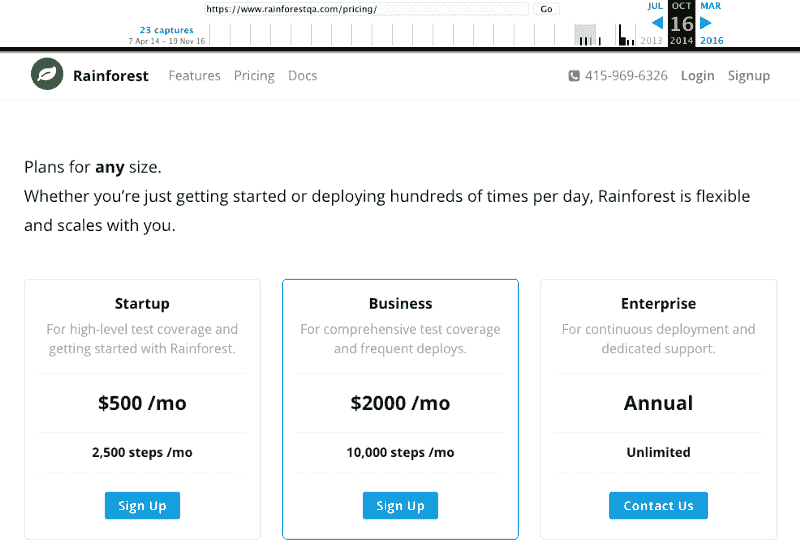 https://www.rainforestqa.com/pricing/ Go
JUL OCT MAR
23 captures
16
7 Apr 14 – 19 Nov 16
2013 2014 2016
Rainforest Features Pricing Docs 415-969-6326 Login Signup
Plans for any size.
Whether you're just getting started or deploying hundreds of times per day, Rainforest is flexible
and scales with you.
Startup
For high-level test coverage and
getting started with Rainforest.
$500 /mo
2,500 steps /mo
Sign Up
Business
For comprehensive test coverage
and frequent deploys.
$2000 /mo
10,000 steps /mo
Sign Up
Enterprise
For continuous deployment and
dedicated support.
Annual
Unlimited
Contact Us